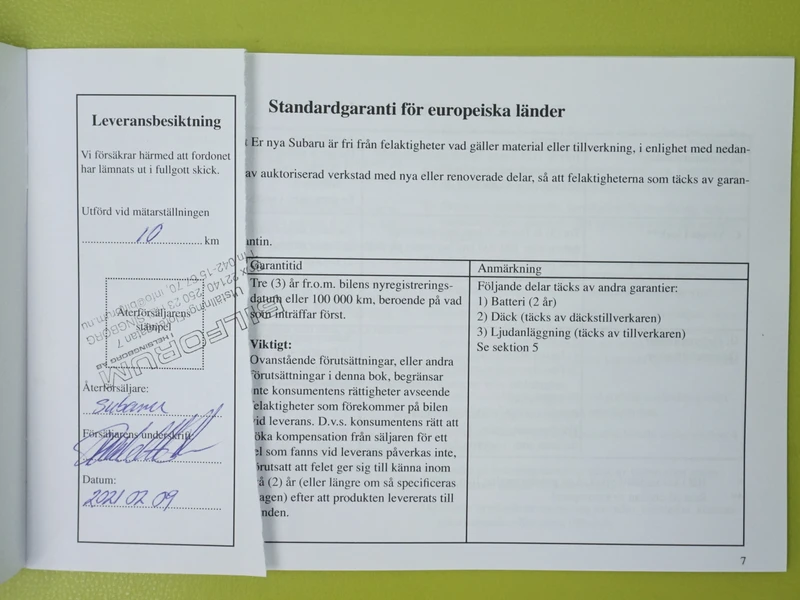 Leveransbesiktning
Vi försäkrar härmed att fordonet
har lämnats ut i fullgott skick.
Utförd vid mätarställningen
10 km
Återförsäljarens
stämpel
BILFORUM
I HELSINGBORG AB
Återförsäljare:
Subaru
Försäljarens underskrift:
Datum:
2021 02 09
Standardgaranti för europeiska länder
Er nya Subaru är fri från felaktigheter vad gäller material eller tillverkning, i enlighet med nedan-
av auktoriserad verkstad med nya eller renoverade delar, så att felaktigheterna som täcks av garan-
antin.
Garantitid
Tre (3) år fr.o.m. bilens nyregistrerings-
datum eller 100 000 km, beroende på vad
som inträffar först.
Viktigt:
Ovanstående förutsättningar, eller andra
förutsättningar i denna bok, begränsar
inte konsumentens rättigheter avseende
felaktigheter som förekommer på bilen
vid leverans. D.v.s. konsumentens rätt att
söka kompensation från säljaren för ett
fel som fanns vid leverans påverkas inte,
förutsatt att felet ger sig till känna inom
två (2) år (eller längre om så specificeras
lagen) efter att produkten levererats till
kunden.
Anmärkning
Följande delar täcks av andra garantier:
1) Batteri (2 år)
2) Däck (täcks av däckstillverkaren)
3) Ljudanläggning (täcks av tillverkaren)
Se sektion 5
7